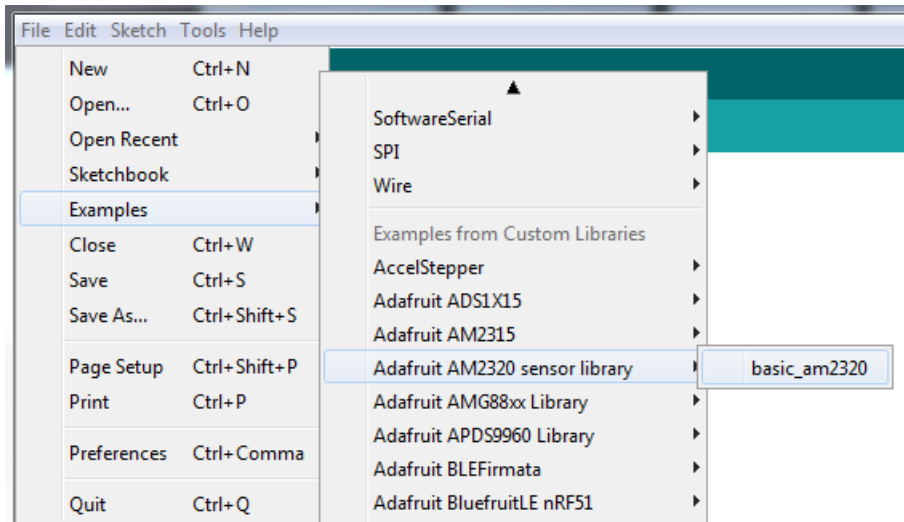 File Edit Sketch Tools Help
New Ctrl+N
Open... Ctrl+O
Open Recent
Sketchbook
Examples
Close Ctrl+W
Save Ctrl+S
Save As... Ctrl+Shift+S
Page Setup Ctrl+Shift+P
Print Ctrl+P
Preferences Ctrl+Comma
Quit Ctrl+Q
SoftwareSerial
SPI
Wire
Examples from Custom Libraries
AccelStepper
Adafruit ADS1X15
Adafruit AM2315
Adafruit AM2320 sensor library
Adafruit AMG88xx Library
Adafruit APDS9960 Library
Adafruit BLEFirmata
Adafruit BluefruitLE nRF51
basic_am2320